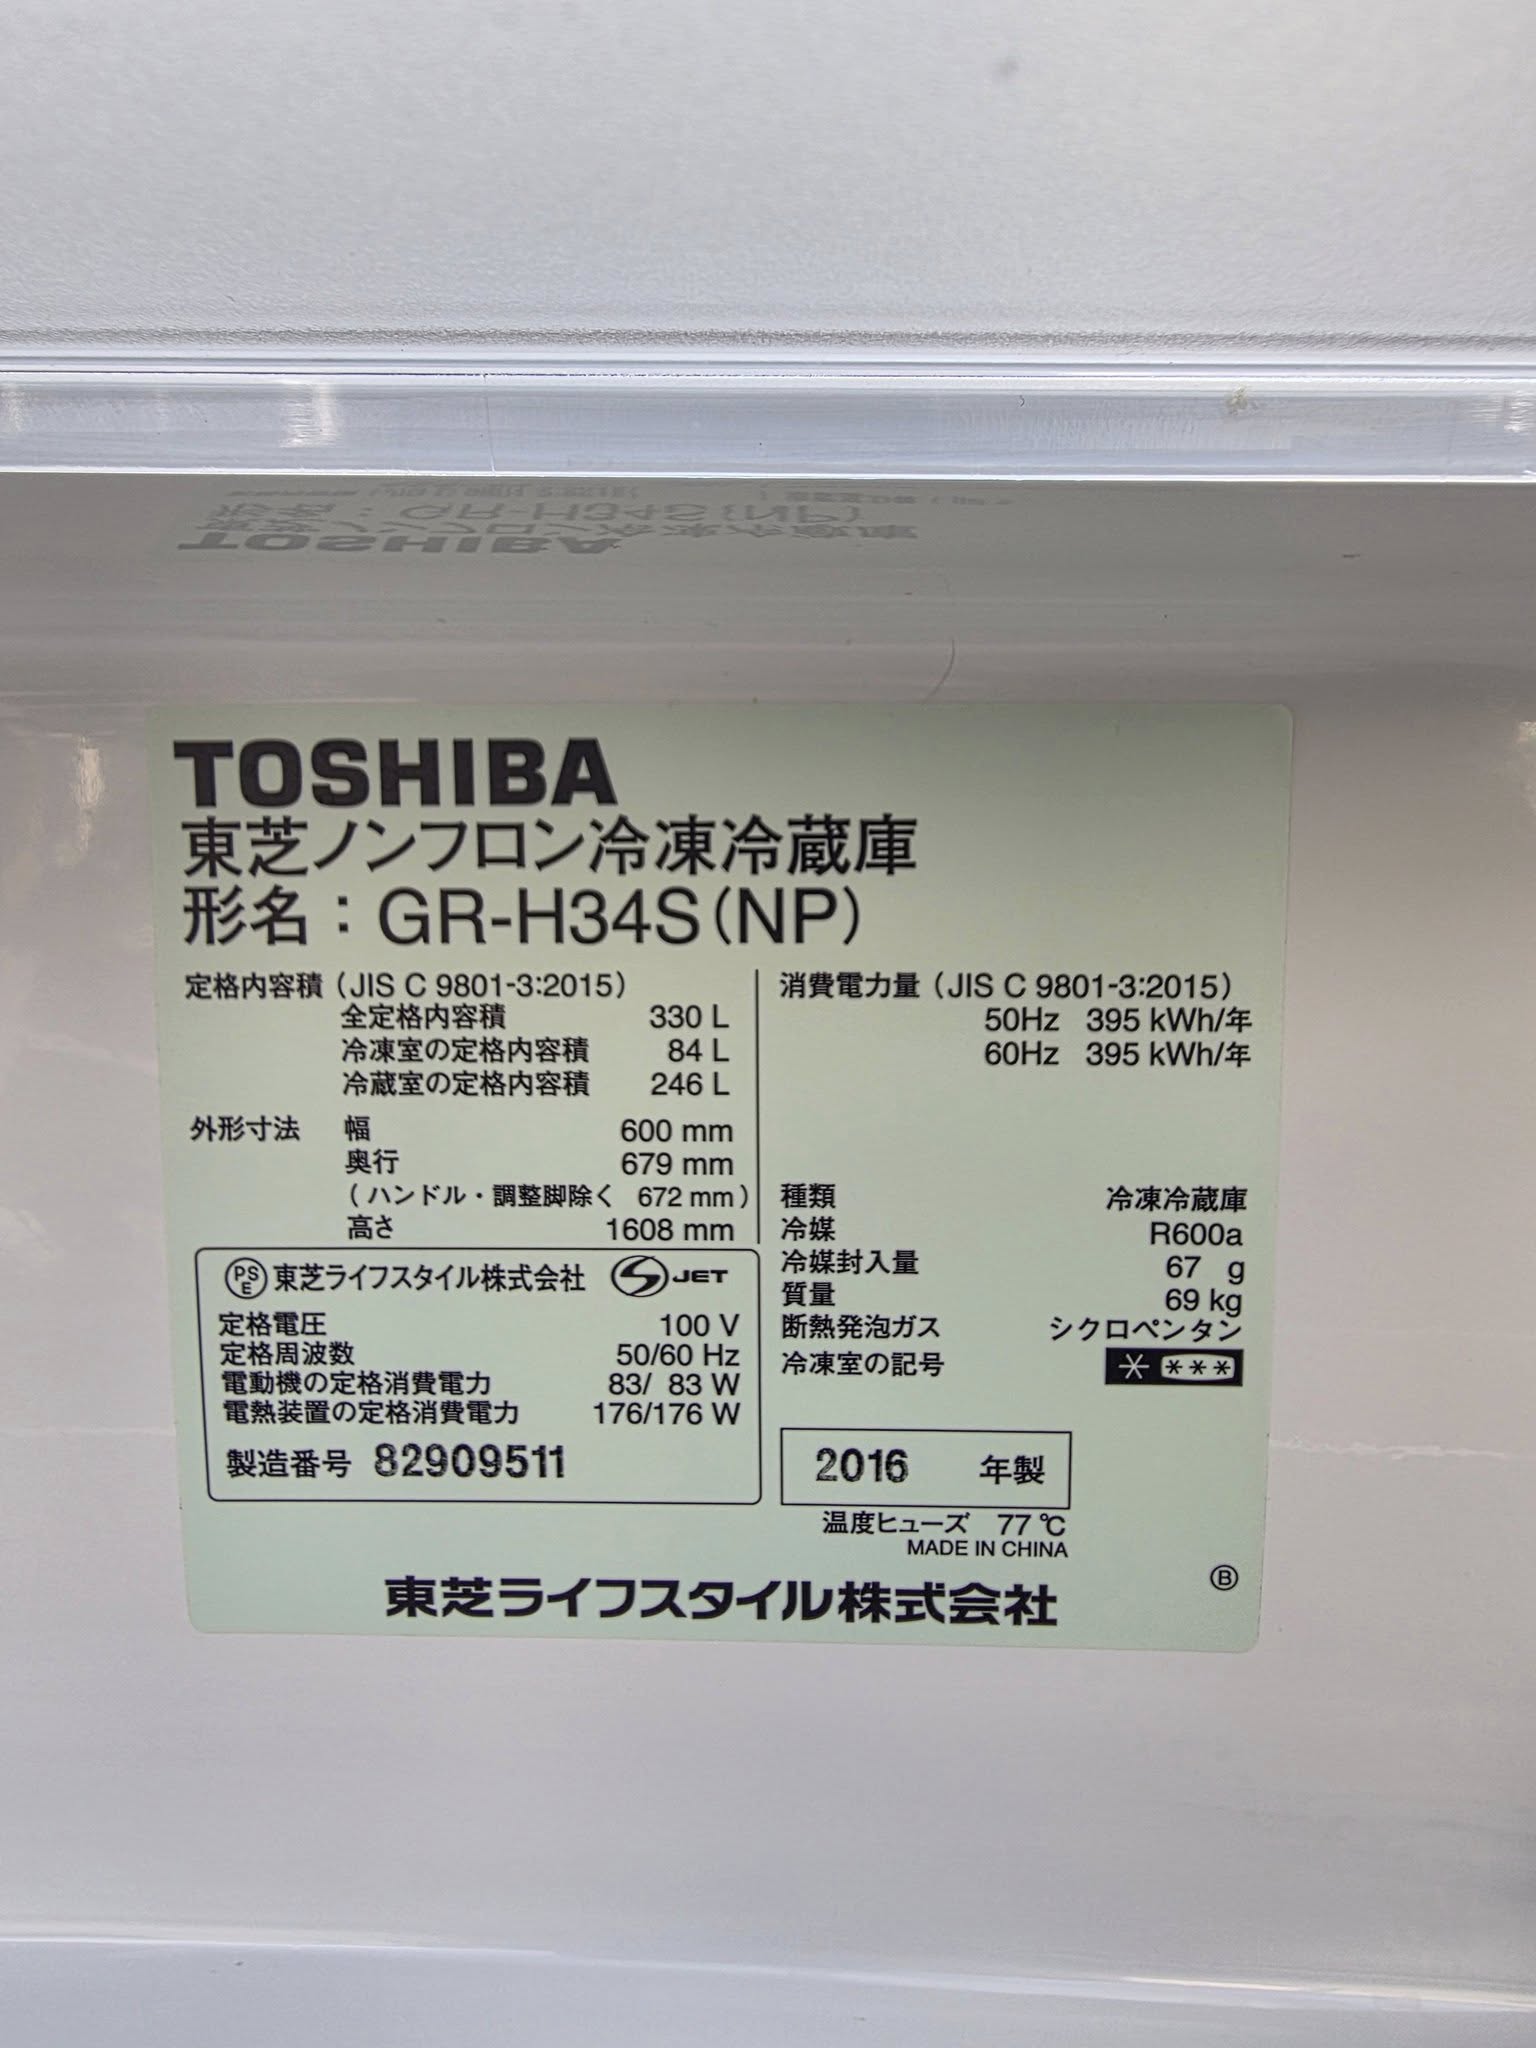 TOSHIBA
東芝ノンフロン冷凍冷蔵庫
形名：GR-H34S(NP)
定格内容積（JIS C 9801-3:2015）
全定格内容積 330 L
冷凍室の定格内容積 84 L
冷蔵室の定格内容積 246 L
外形寸法 幅 600 mm
奥行 679 mm
（ハンドル・調整脚除く 672 mm）
高さ 1608 mm
PSE 東芝ライフスタイル株式会社 S JET
定格電圧 100 V
定格周波数 50/60 Hz
電動機の定格消費電力 83/ 83 W
電熱装置の定格消費電力 176/176 W
製造番号 82909511
消費電力量（JIS C 9801-3:2015）
50Hz 395 kWh/年
60Hz 395 kWh/年
種類 冷凍冷蔵庫
冷媒 R600a
冷媒封入量 67 g
質量 69 kg
断熱発泡ガス シクロペンタン
冷凍室の記号 * ***
2016 年製
温度ヒューズ 77 ℃
MADE IN CHINA
東芝ライフスタイル株式会社
Ⓑ